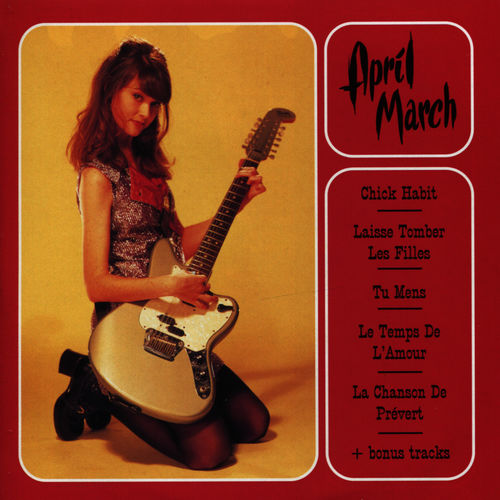 Apríl
March
Chick Habit
Laisse Tomber
Les Filles
Tu Mens
Le Temps De
L'Amour
La Chanson De
Prévert
+ bonus tracks